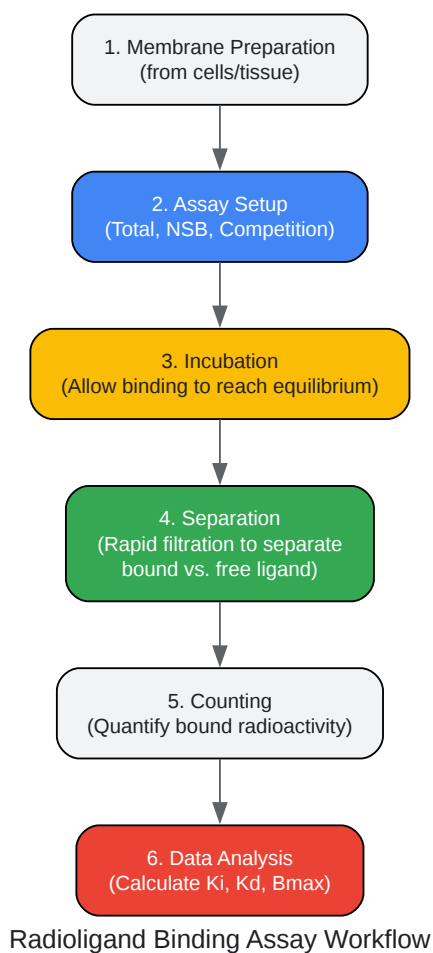 1. Membrane Preparation
(from cells/tissue)
2. Assay Setup
(Total, NSB, Competition)
3. Incubation
(Allow binding to reach equilibrium)
4. Separation
(Rapid filtration to separate
bound vs. free ligand)
5. Counting
(Quantify bound radioactivity)
6. Data Analysis
(Calculate Ki, Kd, Bmax)
Radioligand Binding Assay Workflow